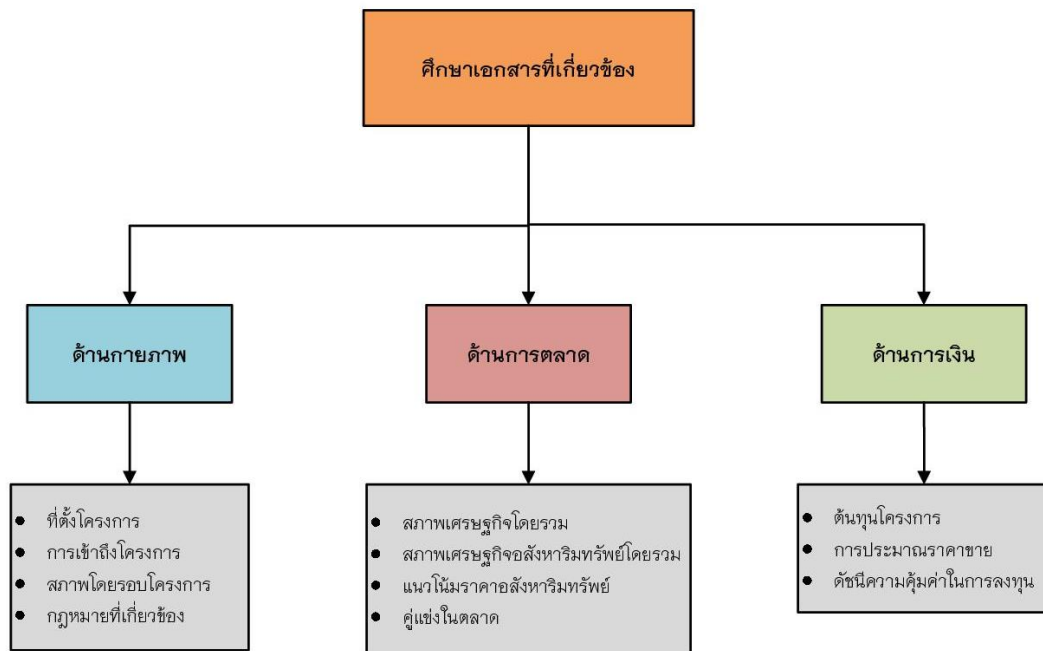 ศึกษาเอกสารที่เกี่ยวข้อง
ด้านกายภาพ
ด้านการตลาด
ด้านการเงิน
• ที่ตั้งโครงการ
• การเข้าถึงโครงการ
• สภาพโดยรอบโครงการ
• กฎหมายที่เกี่ยวข้อง
• สภาพเศรษฐกิจโดยรวม
• สภาพเศรษฐกิจอสังหาริมทรัพย์โดยรวม
• แนวโน้มราคาอสังหาริมทรัพย์
• คู่แข่งในตลาด
• ต้นทุนโครงการ
• การประมาณราคาขาย
• ดัชนีความคุ้มค่าในการลงทุน